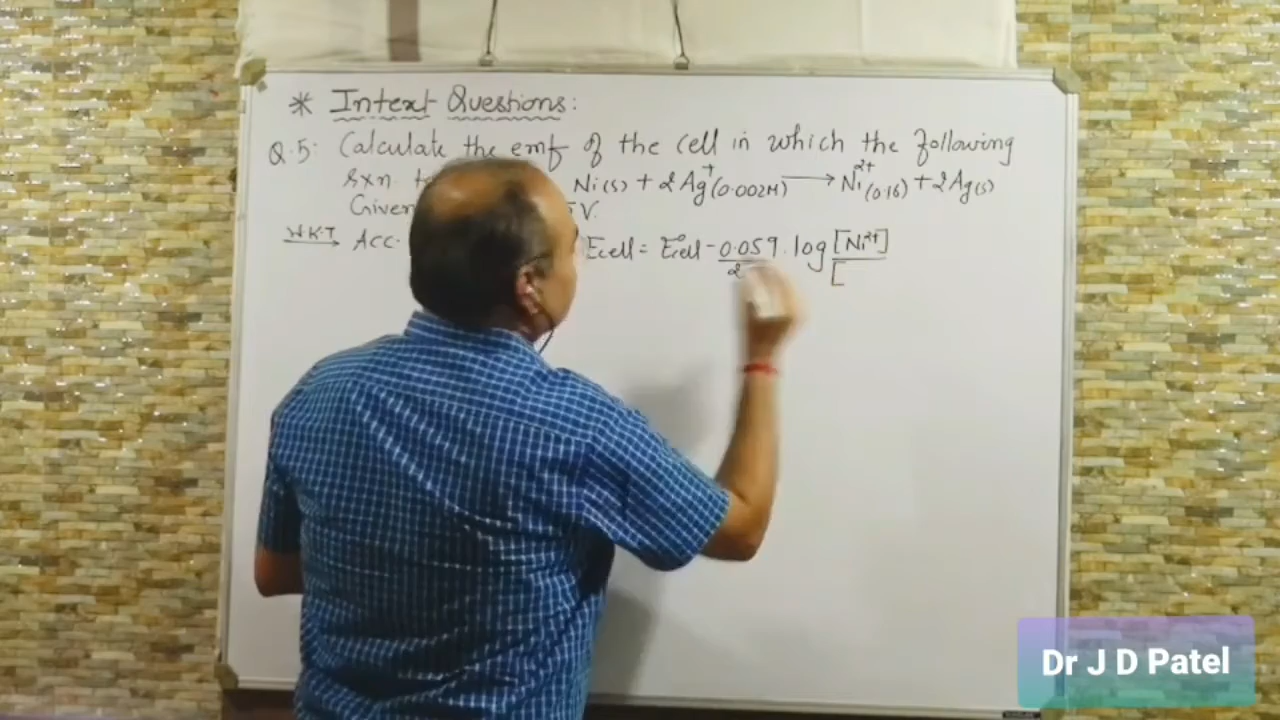 * Intext Questions:
Q.5: Calculate the emf of the cell in which the following
rxn. Ni(s) + 2Ag⁺(0.002M) ⟶ Ni²⁺(0.16) + 2Ag(s)
Given V.
W.K.T. Acc. Ecell = E°cell - 0.059/2 . log [Ni²⁺]/[
Dr J D Patel